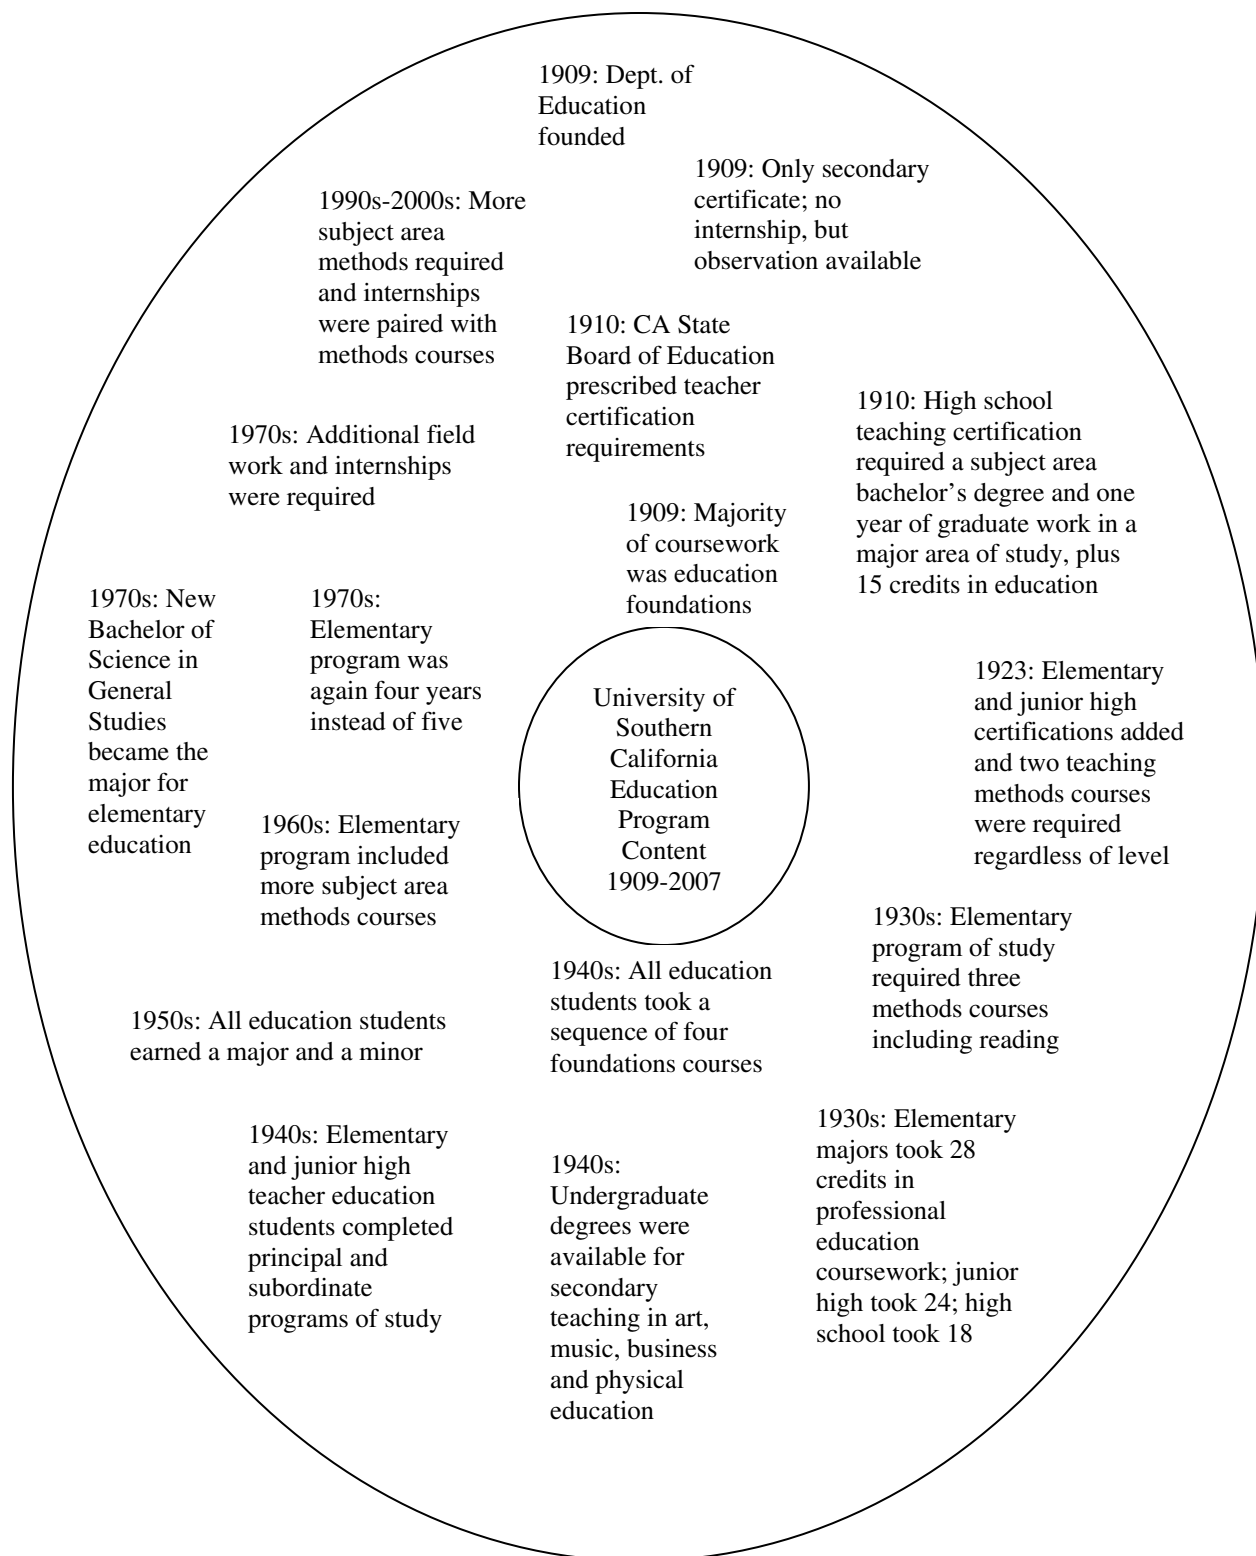 1909: Dept. of
Education
founded
1909: Only secondary
certificate; no
internship, but
observation available
1990s-2000s: More
subject area
methods required
and internships
were paired with
methods courses
1910: CA State
Board of Education
prescribed teacher
certification
requirements
1910: High school
teaching certification
required a subject area
bachelor’s degree and one
year of graduate work in a
major area of study, plus
15 credits in education
1970s: Additional field
work and internships
were required
1909: Majority
of coursework
was education
foundations
1970s: New
Bachelor of
Science in
General
Studies
became the
major for
elementary
education
1970s:
Elementary
program was
again four years
instead of five
University of
Southern
California
Education
Program
Content
1909-2007
1923: Elementary
and junior high
certifications added
and two teaching
methods courses
were required
regardless of level
1960s: Elementary
program included
more subject area
methods courses
1930s: Elementary
program of study
required three
methods courses
including reading
1940s: All education
students took a
sequence of four
foundations courses
1950s: All education students
earned a major and a minor
1940s: Elementary
and junior high
teacher education
students completed
principal and
subordinate
programs of study
1940s:
Undergraduate
degrees were
available for
secondary
teaching in art,
music, business
and physical
education
1930s: Elementary
majors took 28
credits in
professional
education
coursework; junior
high took 24; high
school took 18